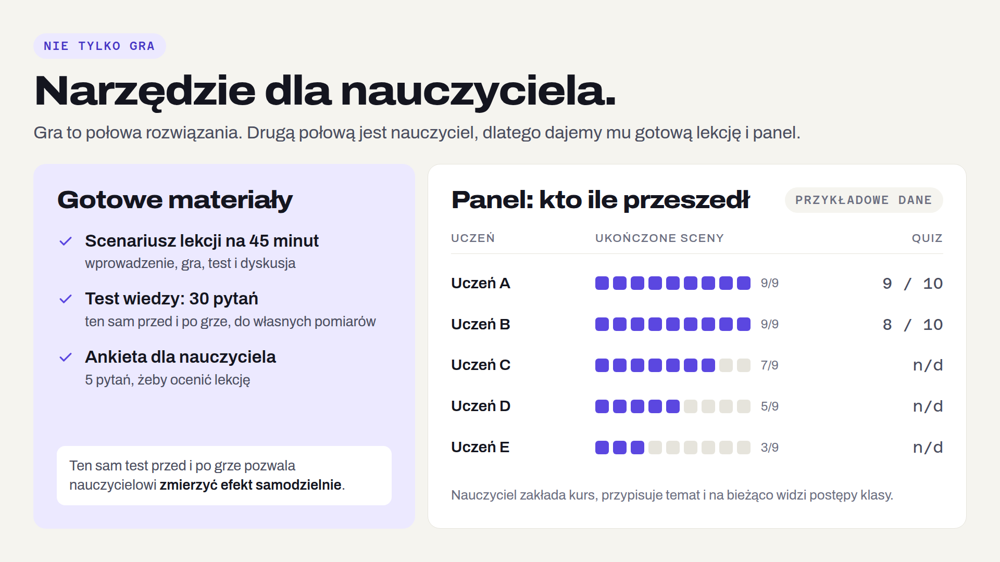 NIE TYLKO GRA
Narzędzie dla nauczyciela.
Gra to połowa rozwiązania. Drugą połową jest nauczyciel, dlatego dajemy mu gotową lekcję i panel.
Gotowe materiały
Scenariusz lekcji na 45 minut
wprowadzenie, gra, test i dyskusja
Test wiedzy: 30 pytań
ten sam przed i po grze, do własnych pomiarów
Ankieta dla nauczyciela
5 pytań, żeby ocenić lekcję
Ten sam test przed i po grze pozwala
nauczycielowi zmierzyć efekt samodzielnie.
Panel: kto ile przeszedł
PRZYKŁADOWE DANE
UCZEŃ UKOŃCZONE SCENY QUIZ
Uczeń A 9/9 9 / 10
Uczeń B 9/9 8 / 10
Uczeń C 7/9 n/d
Uczeń D 5/9 n/d
Uczeń E 3/9 n/d
Nauczyciel zakłada kurs, przypisuje temat i na bieżąco widzi postępy klasy.